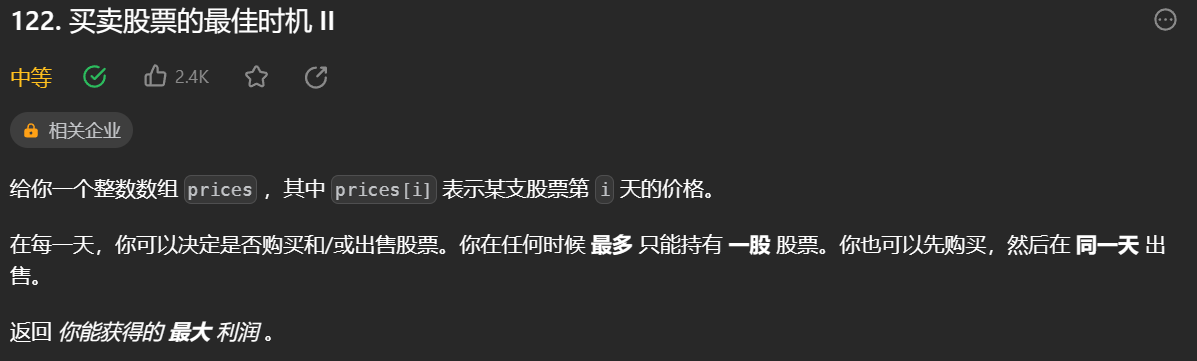 122. 买卖股票的最佳时机 II
中等 2.4K
相关企业
给你一个整数数组 prices ，其中 prices[i] 表示某支股票第 i 天的价格。
在每一天，你可以决定是否购买和/或出售股票。你在任何时候 最多 只能持有 一股 股票。你也可以先购买，然后在 同一天 出
售。
返回 你能获得的 最大 利润 。